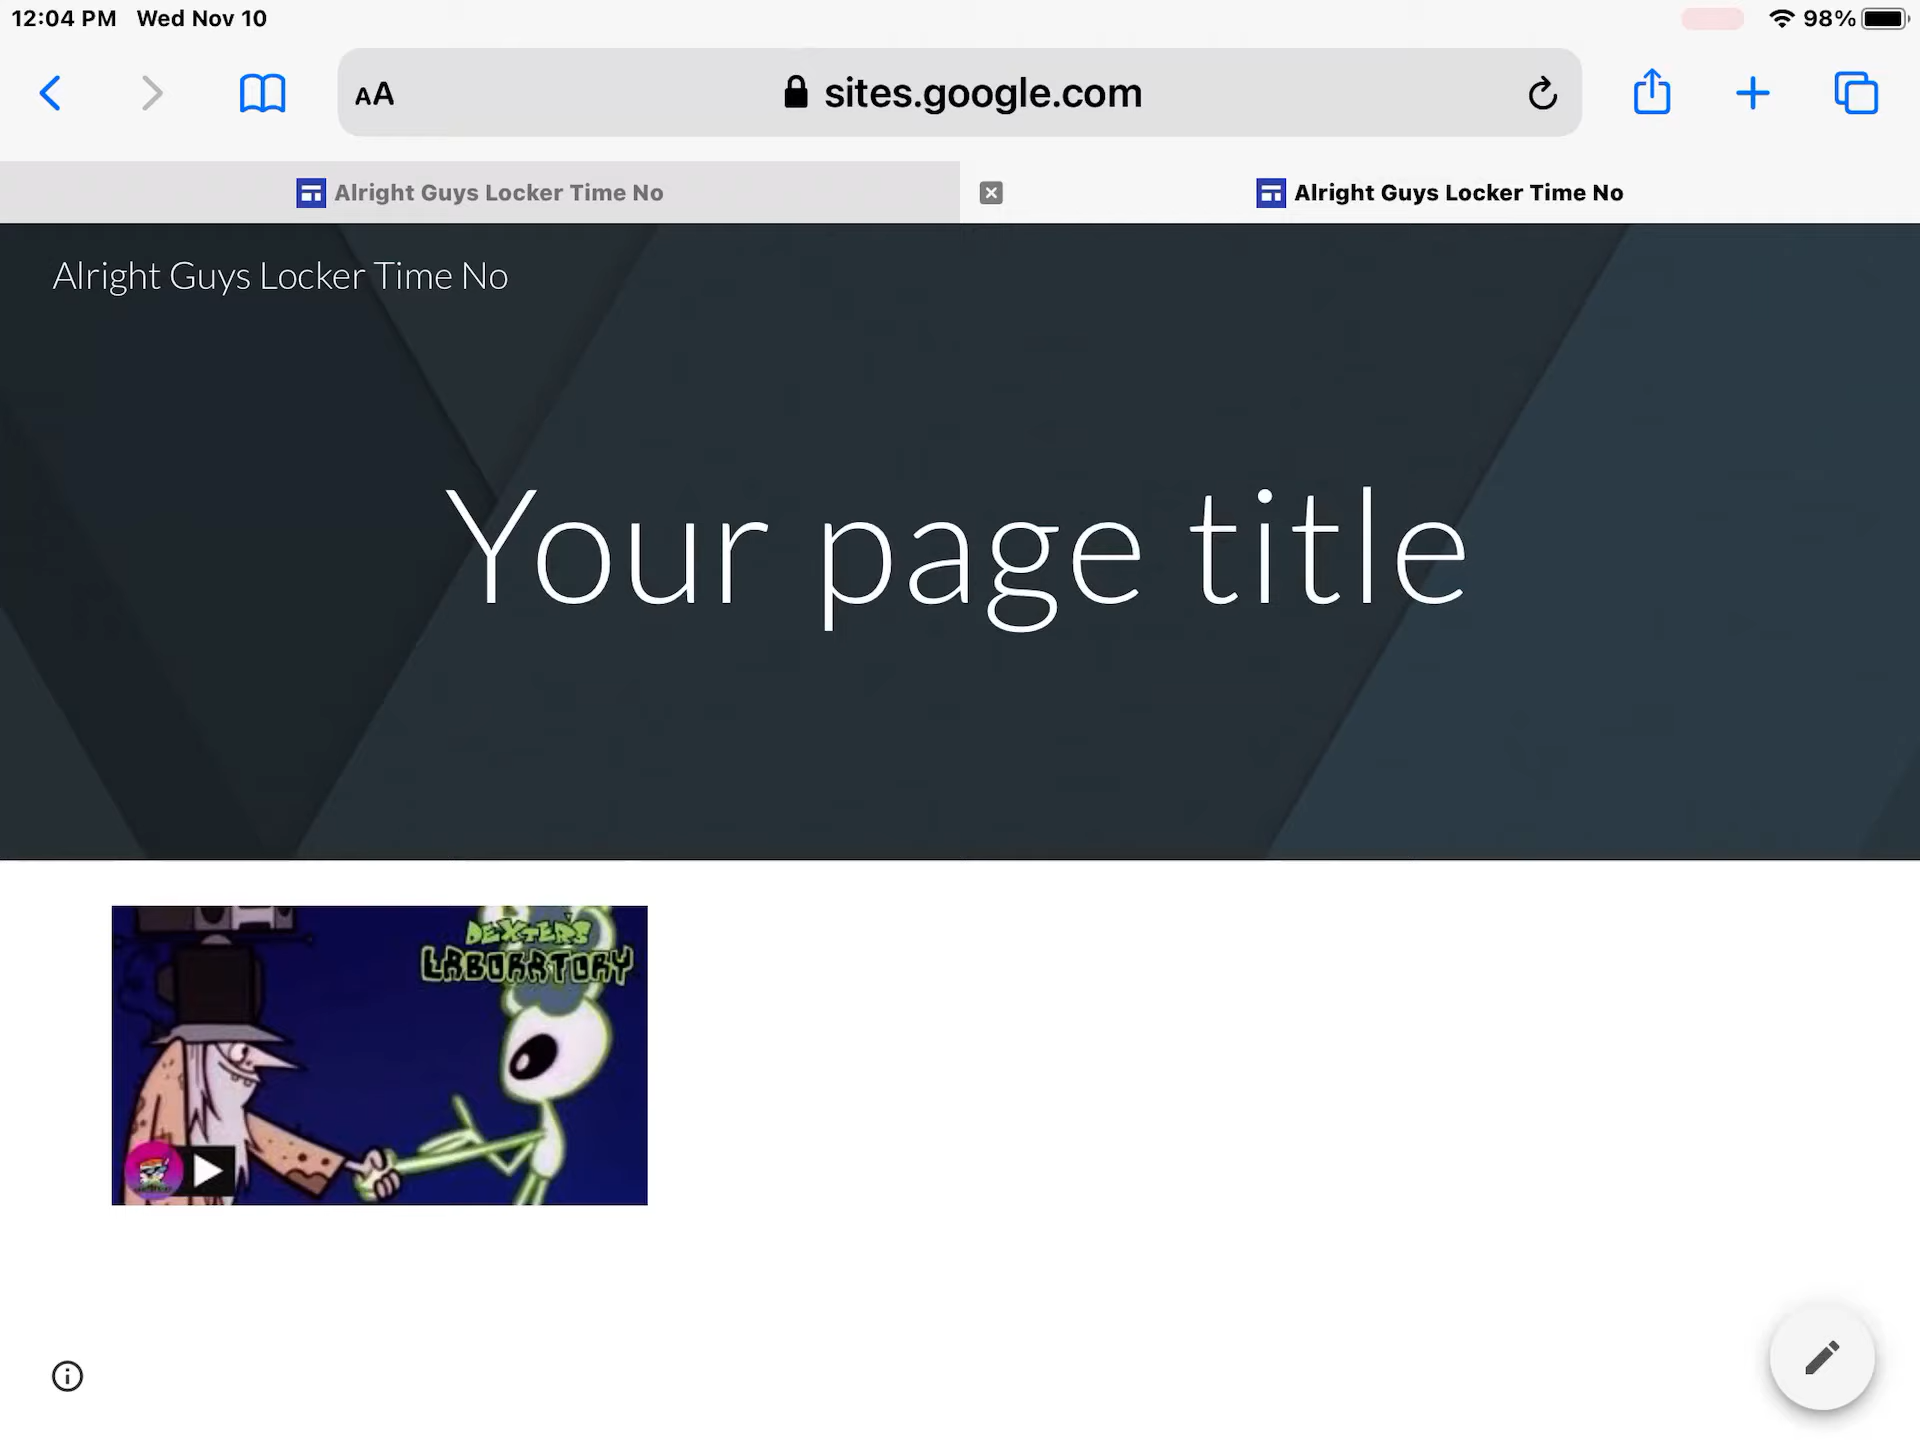 12:04 PM Wed Nov 10 98%
AA sites.google.com
Alright Guys Locker Time No
Alright Guys Locker Time No
Alright Guys Locker Time No
Your page title
DEXTER'S
LABORATORY